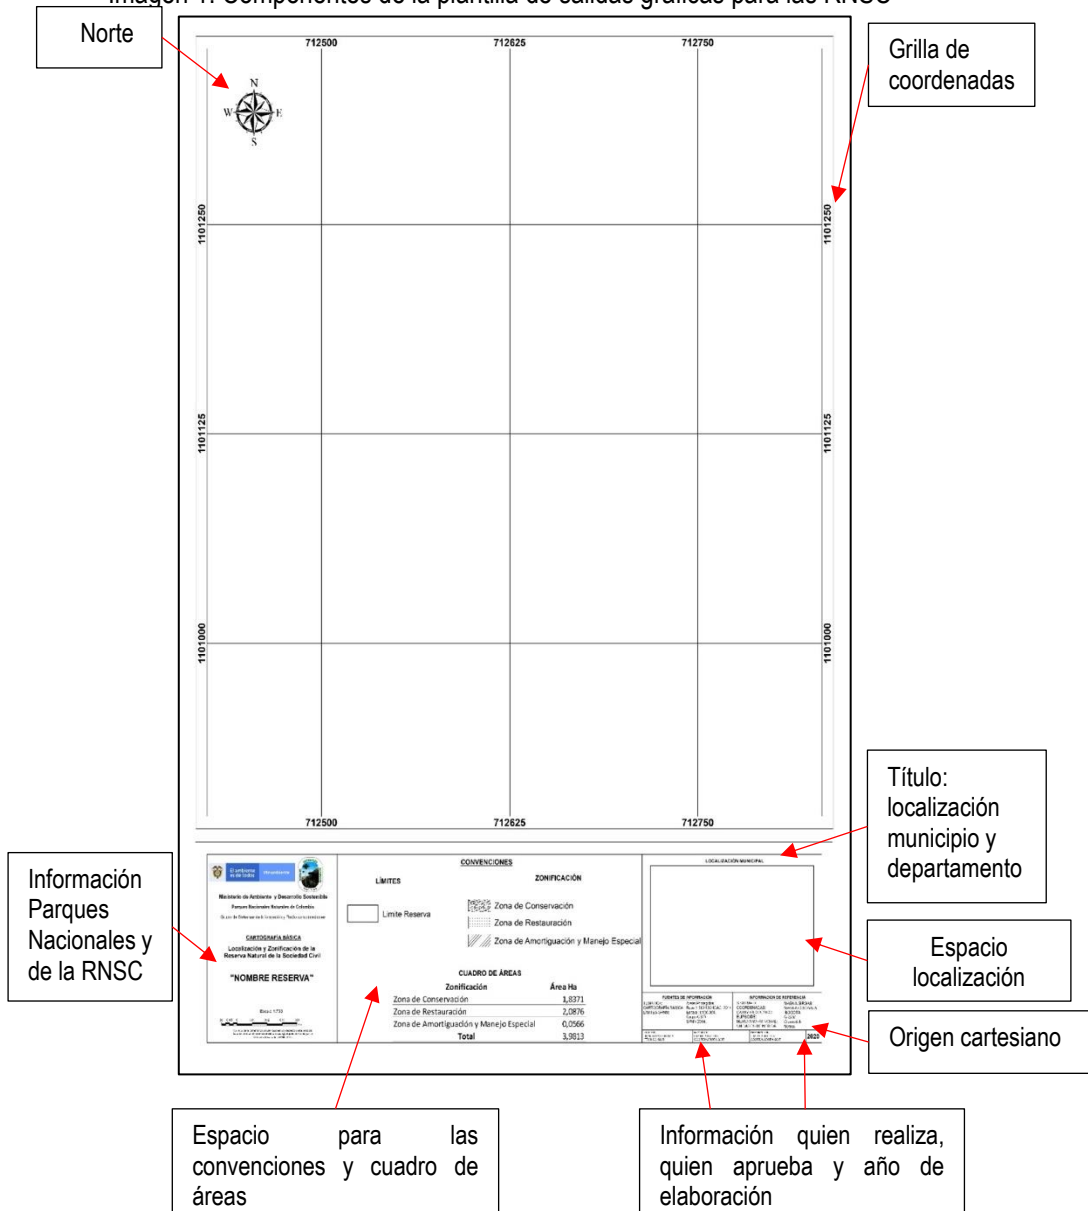 Imagen 1. Componentes de la plantilla de salidas gráficas para las RNSC
Norte
Grilla de
coordenadas
712500 712625 712750
N
W E
S
1101250 1101250
1101125 1101125
1101000 1101000
712500 712625 712750
Título:
localización
municipio y
departamento
Información
Parques
Nacionales y
de la RNSC
El ambiente
es de todos
Ministerio de Ambiente y Desarrollo Sostenible
Parques Nacionales Naturales de Colombia
CARTOGRAFÍA BÁSICA
Localización y Zonificación de la
Reserva Natural de la Sociedad Civil
"NOMBRE RESERVA"
CONVENCIONES
LÍMITES ZONIFICACIÓN
Limite Reserva
Zona de Conservación
Zona de Restauración
Zona de Amortiguación y Manejo Especial
CUADRO DE ÁREAS
Zonificación Área Ha
Zona de Conservación 1,8371
Zona de Restauración 2,0876
Zona de Amortiguación y Manejo Especial 0,0566
Total 3,9813
LOCALIZACIÓN MUNICIPAL
FUENTES DE INFORMACIÓN INFORMACIÓN DE REFERENCIA
2020
Espacio
localización
Origen cartesiano
Espacio para las
convenciones y cuadro de
áreas
Información quien realiza,
quien aprueba y año de
elaboración